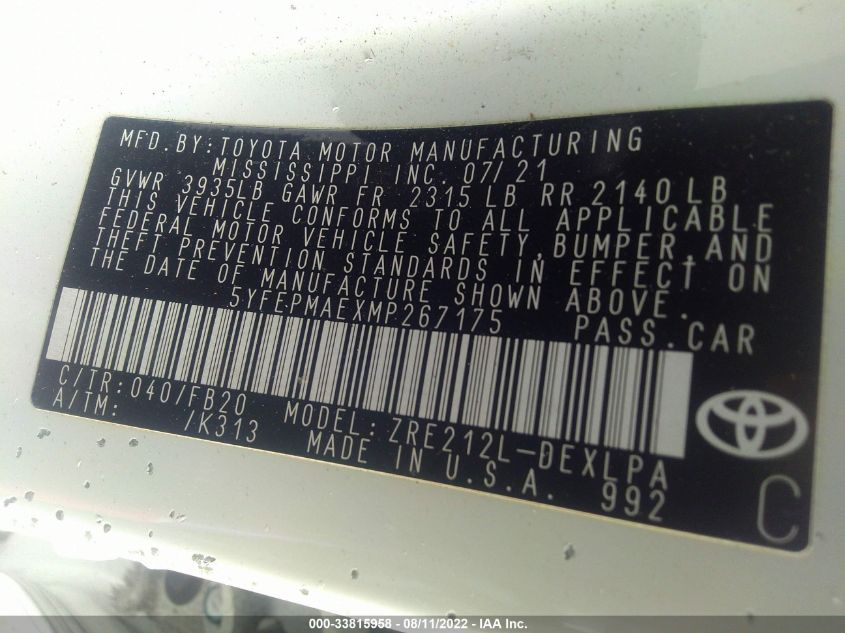 MFD.BY:TOYOTA MOTOR MANUFACTURING
MISSISSIPPI INC. 07/21
GVWR 3935LB GAWR FR 2315 LB RR 2140 LB
THIS VEHICLE CONFORMS TO ALL APPLICABLE
FEDERAL MOTOR VEHICLE SAFETY,BUMPER,AND
THEFT PREVENTION STANDARDS IN EFFECT ON
THE DATE OF MANUFACTURE SHOWN ABOVE.
5YFEPMAEXMP267175 PASS.CAR
C/TR:040/FB20 MODEL:ZRE212L-DEXLPA
A/TM: /K313 MADE IN U.S.A. 992
C
000-33815958 - 08/11/2022 - IAA Inc.